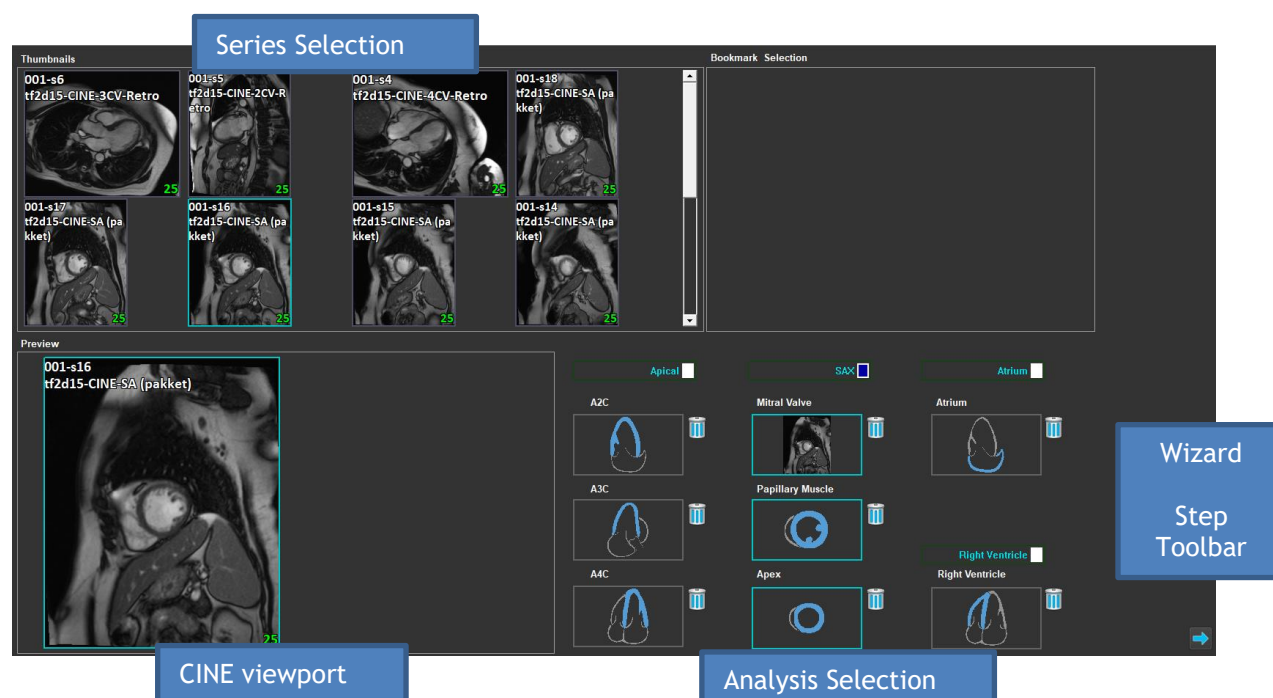 Series Selection
Thumbnails
Bookmark Selection
001-s6
tf2d15-CINE-3CV-Retro
25
001-s5
tf2d15-CINE-2CV-R
etro
)
25
001-s4
tf2d15-CINE-4CV-Retro
25
001-s18
tf2d15-CINE-SA (pa
kket)
25
001-s17
tf2d15-CINE-SA (pa
kket)
25
001-s16
tf2d15-CINE-SA (pa
kket)
25
001-s15
tf2d15-CINE-SA (pa
kket)
25
001-s14
tf2d15-CINE-SA (pa
kket)
25
Preview
001-s16
tf2d15-CINE-SA (pakket)
25
Apical
SAX
Atrium
A2C
Mitral Valve
Atrium
A3C
Papillary Muscle
Right Ventricle
A4C
Apex
Right Ventricle
Wizard
Step
Toolbar
CINE viewport
Analysis Selection